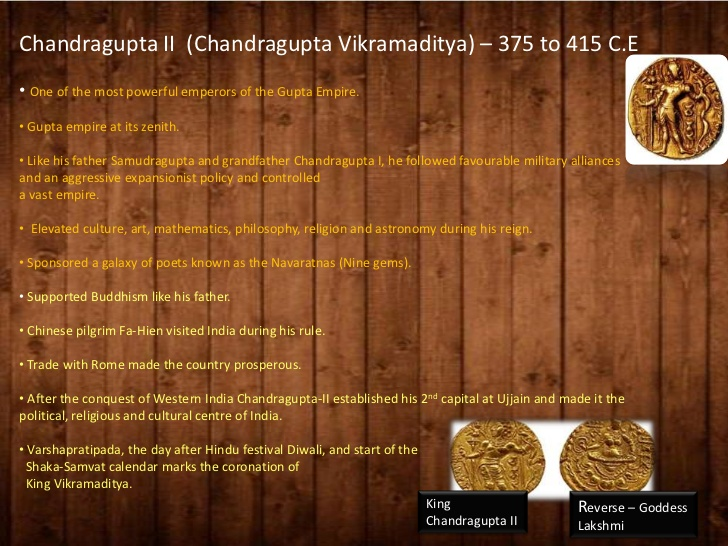 Chandragupta II (Chandragupta Vikramaditya) – 375 to 415 C.E
• One of the most powerful emperors of the Gupta Empire.
• Gupta empire at its zenith.
• Like his father Samudragupta and grandfather Chandragupta I, he followed favourable military alliances
and an aggressive expansionist policy and controlled
a vast empire.
• Elevated culture, art, mathematics, philosophy, religion and astronomy during his reign.
• Sponsored a galaxy of poets known as the Navaratnas (Nine gems).
• Supported Buddhism like his father.
• Chinese pilgrim Fa-Hien visited India during his rule.
• Trade with Rome made the country prosperous.
• After the conquest of Western India Chandragupta-II established his 2nd capital at Ujjain and made it the
political, religious and cultural centre of India.
• Varshapratipada, the day after Hindu festival Diwali, and start of the
Shaka-Samvat calendar marks the coronation of
King Vikramaditya.
King
Chandragupta II
Reverse – Goddess
Lakshmi